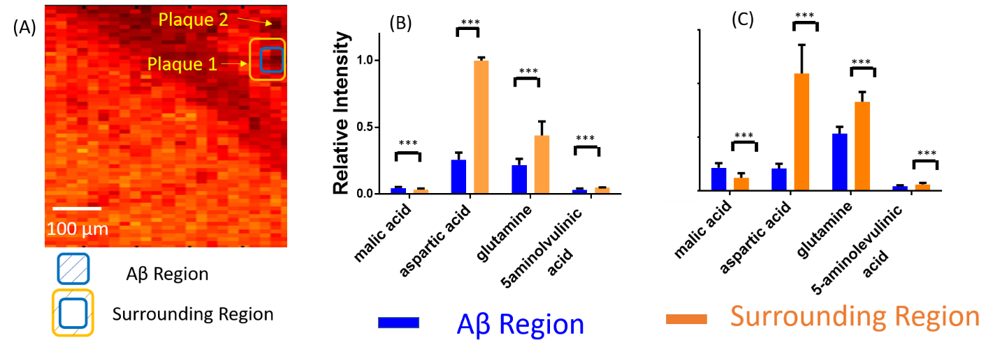 (A)
Plaque 2
Plaque 1
100 μm
Aβ Region
Surrounding Region
(B)
Relative Intensity
1.0
0.5
0.0
***
***
***
***
malic acid
aspartic acid
glutamine
5aminolvulinic
acid
(C)
***
***
***
***
malic acid
aspartic acid
glutamine
5-aminolevulinic
acid
Aβ Region
Surrounding Region